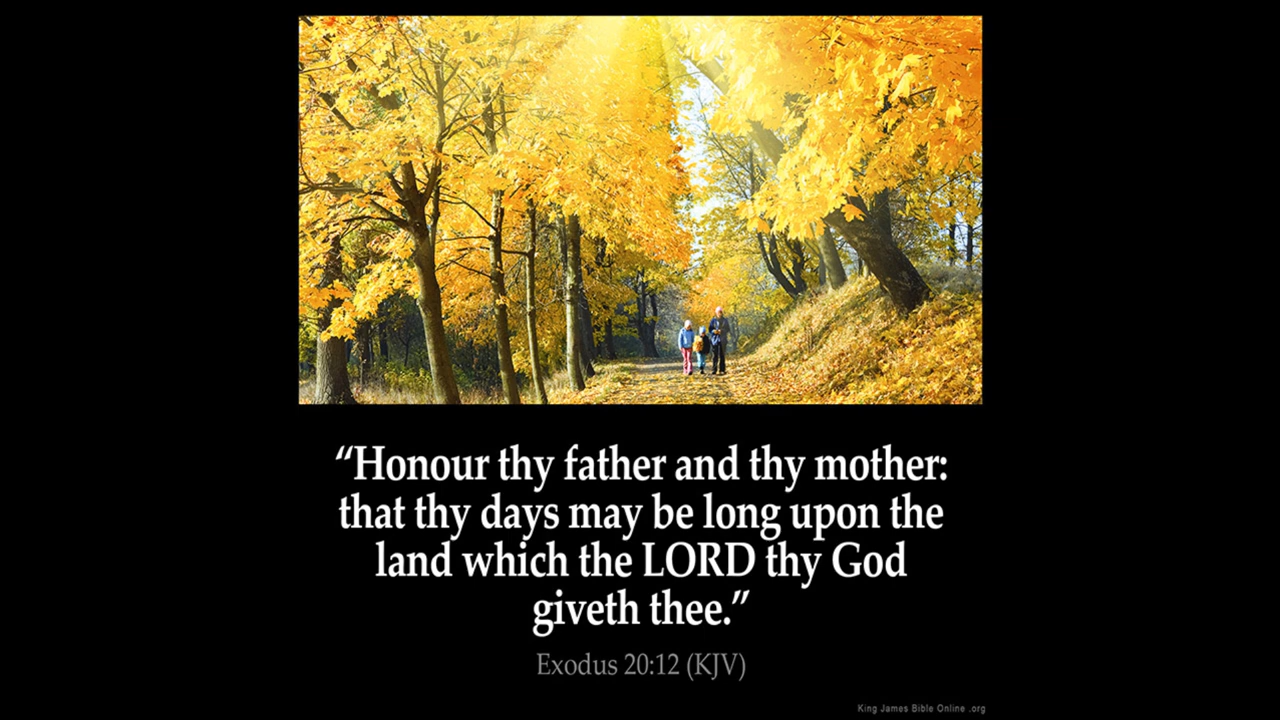 “Honour thy father and thy mother:
that thy days may be long upon the
land which the LORD thy God
giveth thee.”
Exodus 20:12 (KJV)
King James Bible Online .org